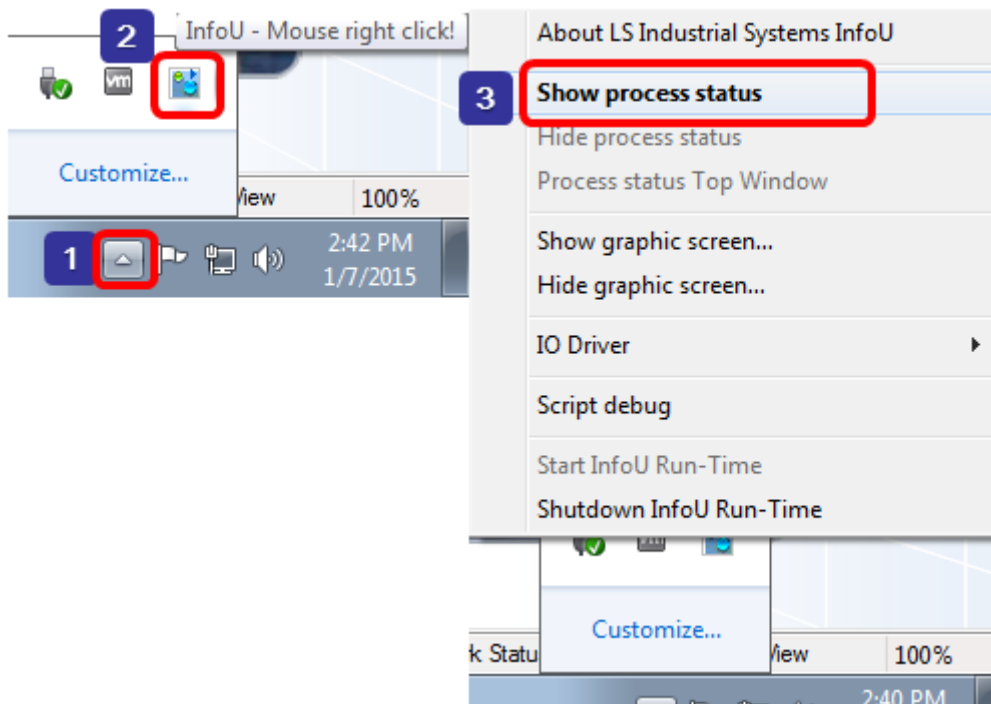 2
InfoU - Mouse right click!
vm
Customize...
View
100%
1
2:42 PM
1/7/2015
About LS Industrial Systems InfoU
3
Show process status
Hide process status
Process status Top Window
Show graphic screen...
Hide graphic screen...
IO Driver
Script debug
Start InfoU Run-Time
Shutdown InfoU Run-Time
Customize...
k Statu
View
100%
2:40 PM